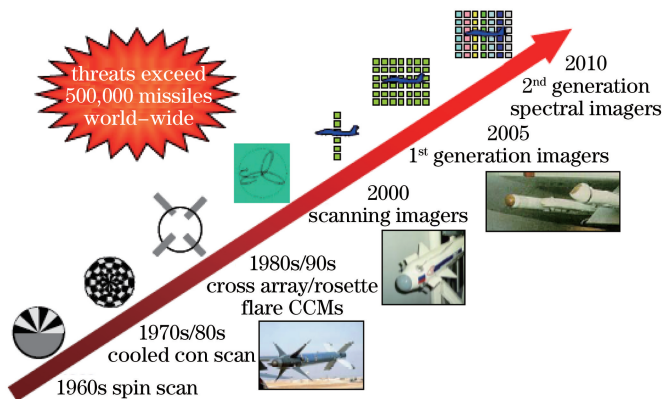 threats exceed
500,000 missiles
world-wide
2010
2nd generation
spectral imagers
2005
1st generation imagers
2000
scanning imagers
1980s/90s
cross array/rosette
flare CCMs
1970s/80s
cooled con scan
1960s spin scan